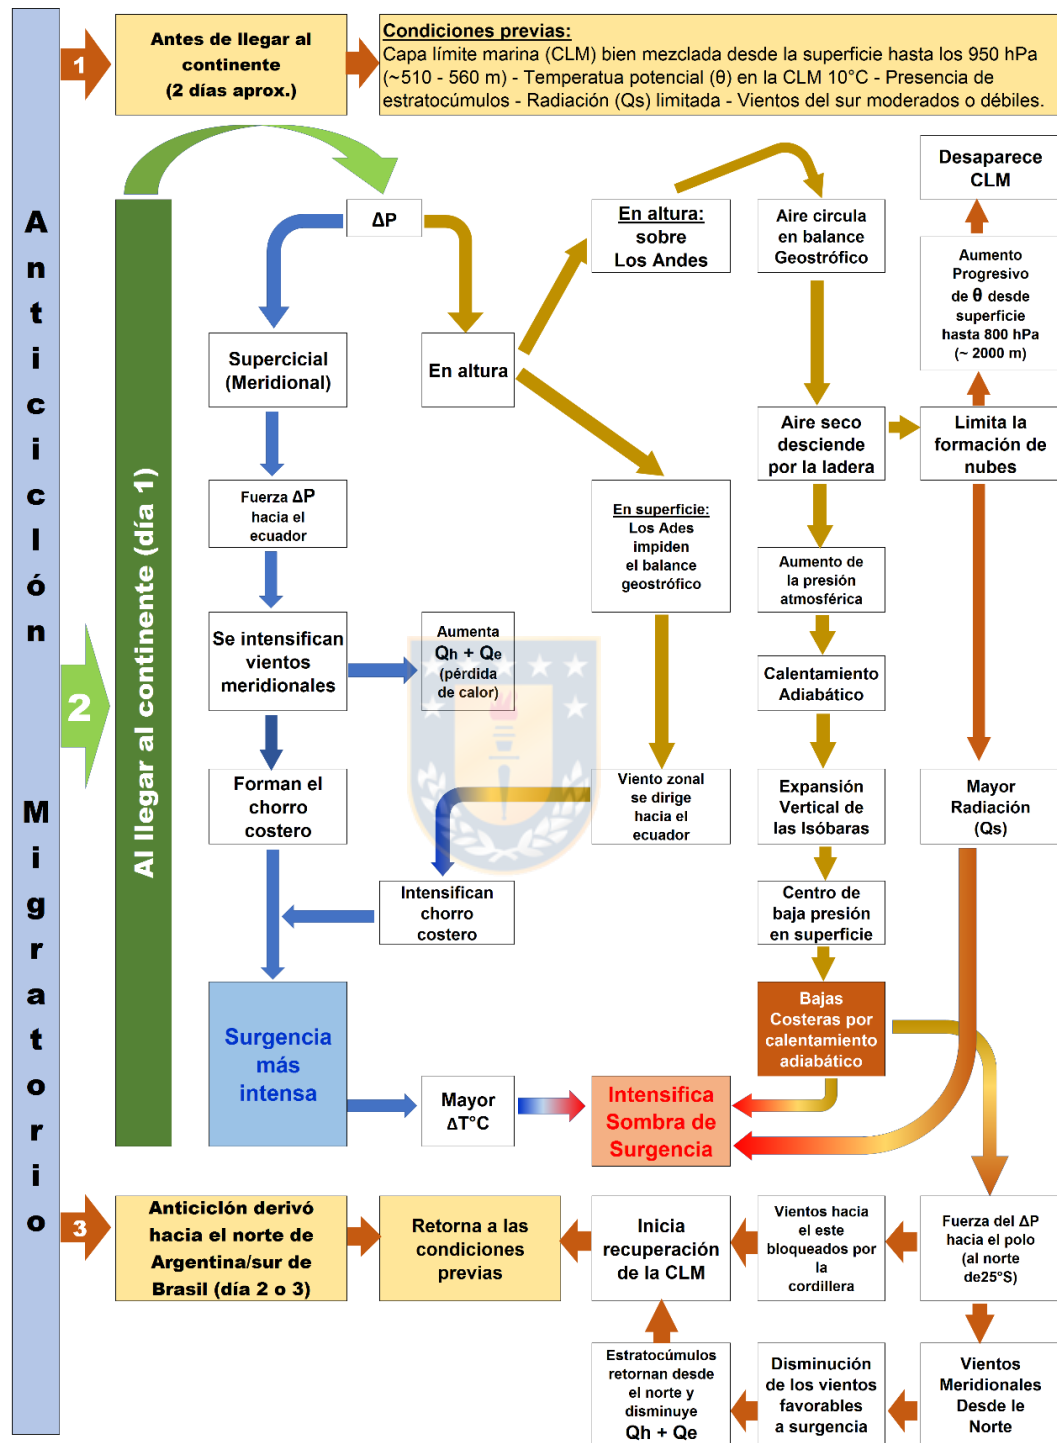 Anticiclón Migratorio
1
Antes de llegar al
continente
(2 días aprox.)
Condiciones previas:
Capa límite marina (CLM) bien mezclada desde la superficie hasta los 950 hPa
(~510 - 560 m) - Temperatua potencial (θ) en la CLM 10°C - Presencia de
estratocúmulos - Radiación (Qs) limitada - Vientos del sur moderados o débiles.
2
Al llegar al continente (día 1)
ΔP
En altura:
sobre
Los Andes
Aire circula
en balance
Geostrófico
Desaparece
CLM
Aumento
Progresivo
de θ desde
superficie
hasta 800 hPa
(~ 2000 m)
Supercicial
(Meridional)
En altura
Aire seco
desciende
por la ladera
Limita la
formación de
nubes
Fuerza ΔP
hacia el
ecuador
En superficie:
Los Ades
impiden
el balance
geostrófico
Aumento de
la presión
atmosférica
Se intensifican
vientos
meridionales
Aumenta
Qh + Qe
(pérdida
de calor)
Calentamiento
Adiabático
Forman el
chorro
costero
Viento zonal
se dirige
hacia el
ecuador
Expansión
Vertical de
las Isóbaras
Mayor
Radiación
(Qs)
Intensifican
chorro
costero
Centro de
baja presión
en superficie
Surgencia
más
intensa
Mayor
ΔT°C
Intensifica
Sombra de
Surgencia
Bajas
Costeras por
calentamiento
adiabático
3
Anticiclón derivó
hacia el norte de
Argentina/sur de
Brasil (día 2 o 3)
Retorna a las
condiciones
previas
Inicia
recuperación
de la CLM
Vientos hacia
el este
bloqueados por
la
cordillera
Fuerza del ΔP
hacia el polo
(al norte
de25°S)
Estratocúmulos
retornan desde
el norte y
disminuye
Qh + Qe
Disminución
de los vientos
favorables
a surgencia
Vientos
Meridionales
Desde le
Norte